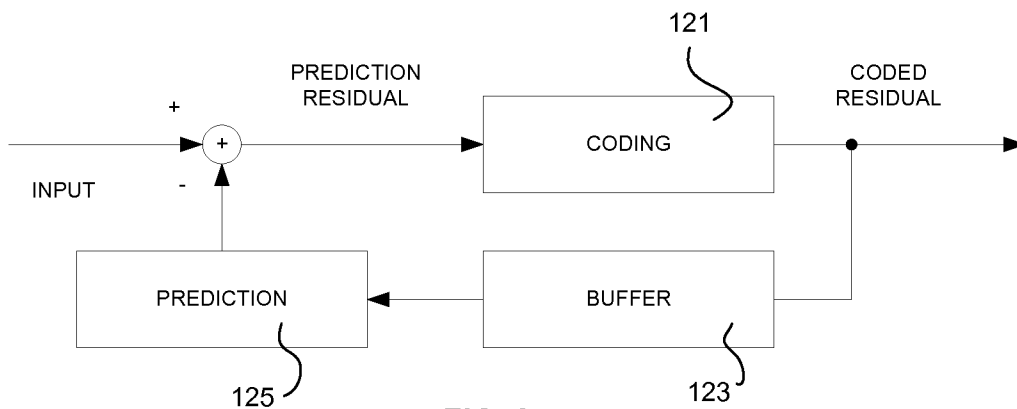 121
PREDICTION
RESIDUAL
CODED
RESIDUAL
+
+
CODING
INPUT
-
PREDICTION
BUFFER
125
123